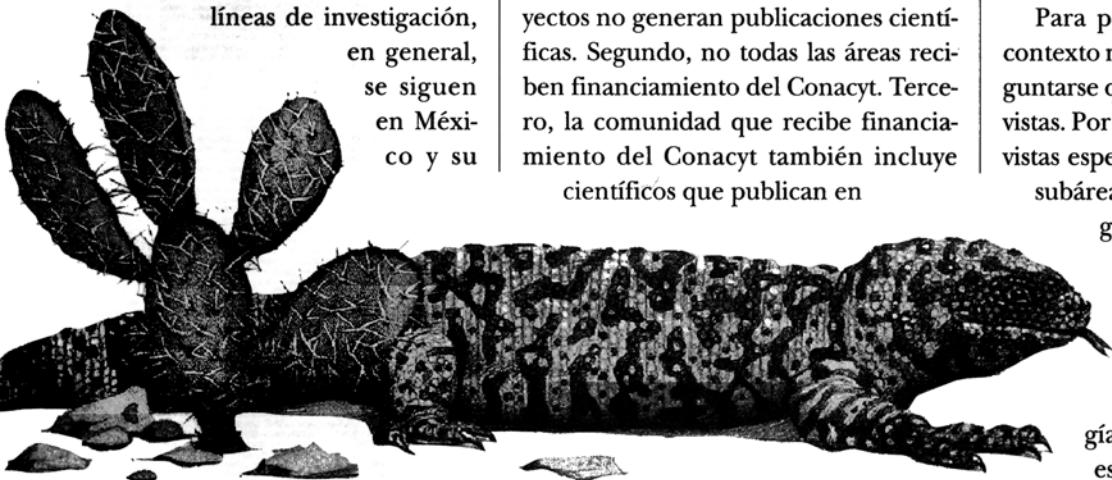 líneas de investigación,
en general,
se siguen
en Méxi-
co y su
yectos no generan publicaciones cientí-
ficas. Segundo, no todas las áreas reci-
ben financiamiento del Conacyt. Terce-
ro, la comunidad que recibe financia-
miento del Conacyt también incluye
científicos que publican en
Para p
contexto
guntarse
vistas. Por
vistas espe
subárea
g
gía
es